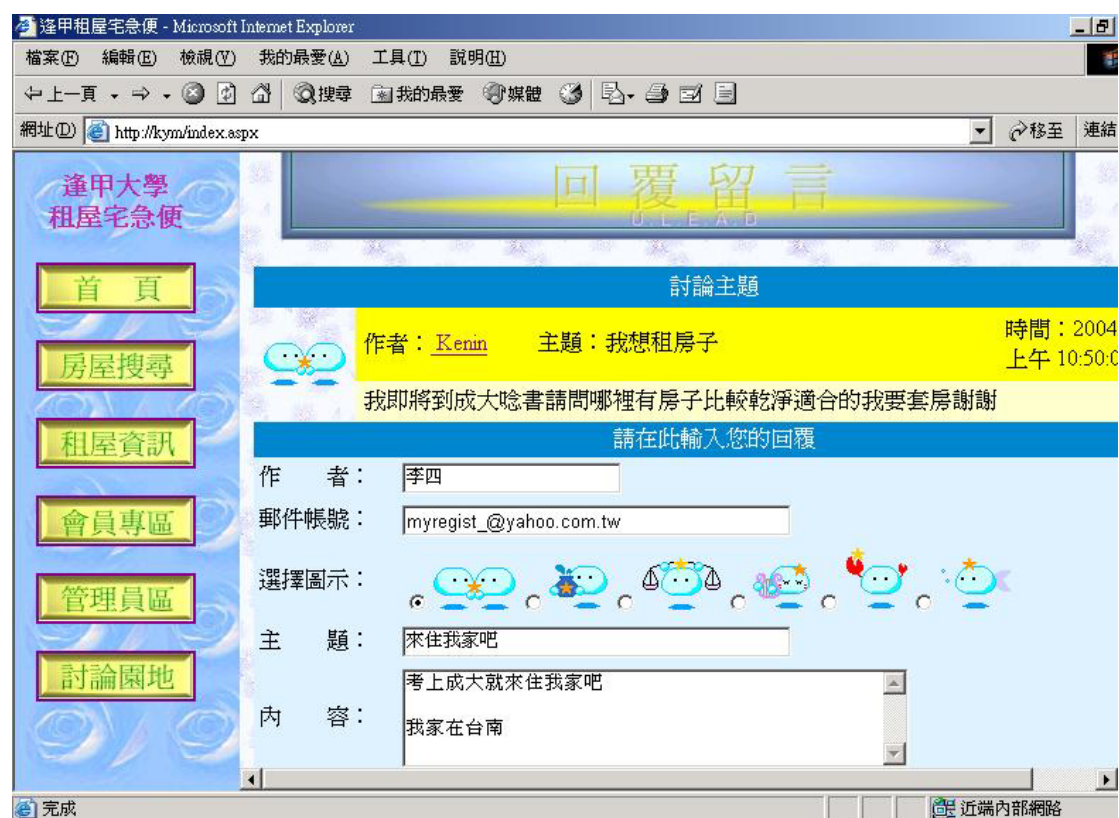 逢甲租屋宅急便 - Microsoft Internet Explorer
檔案(F) 編輯(E) 檢視(V) 我的最愛(A) 工具(T) 說明(H)
上一頁 搜尋 我的最愛 媒體
網址(D) http://kym/index.aspx 移至 連結
逢甲大學
租屋宅急便
首 頁
房屋搜尋
租屋資訊
會員專區
管理員區
討論園地
回覆留言
U.L.E.A.D
討論主題
作者：Kenin 主題：我想租房子 時間：2004
上午 10:50:0
我即將到成大唸書請問哪裡有房子比較乾淨適合的我要套房謝謝
請在此輸入您的回覆
作 者： 李四
郵件帳號： myregist_@yahoo.com.tw
選擇圖示：
主 題： 來住我家吧
內 容： 考上成大就來住我家吧
我家在台南
完成 近端內部網路